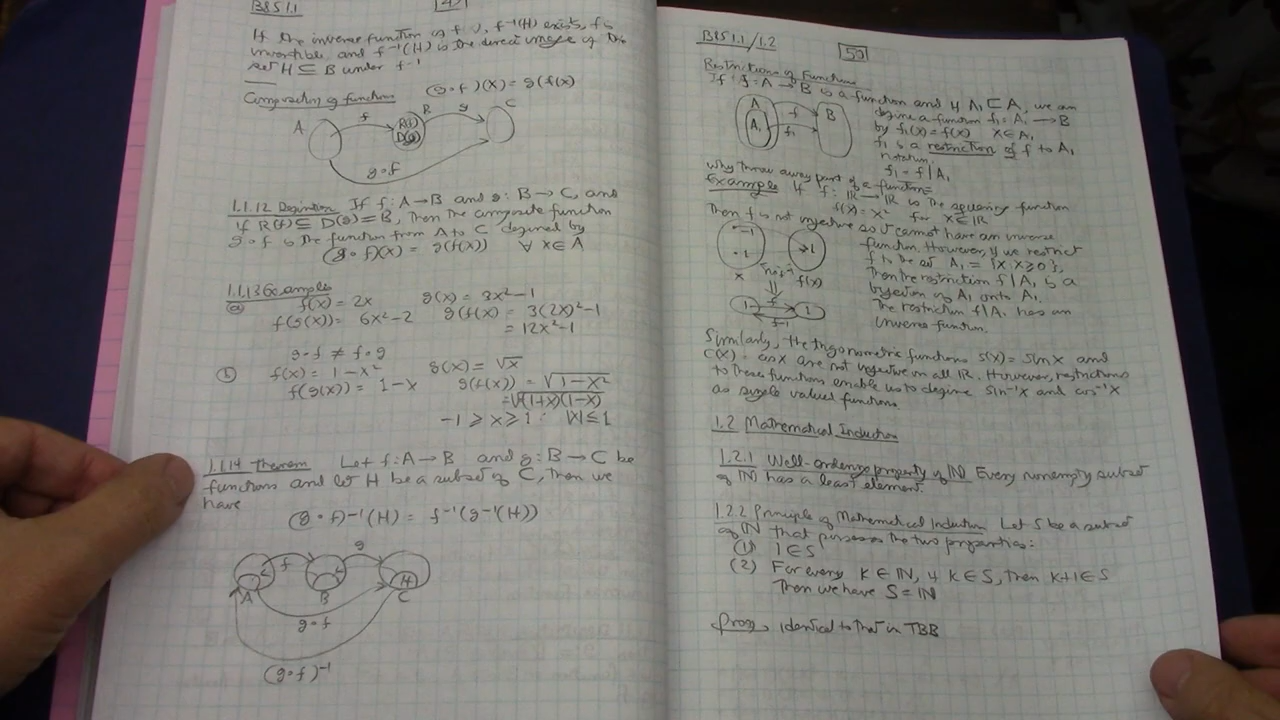 BS 1.1
If the inverse function of f, f⁻¹(H) exists, f is
invertible, and f⁻¹(H) is the direct image of the
set H ⊆ B under f⁻¹
Composition of functions (g∘f)(x) = g(f(x)
A f R(f) D(g) R g C
g∘f
1.1.12 Definition If f: A→B and g: B→C, and
if R(f) ⊆ D(g) = B, Then the composite function
g∘f is the function from A to C defined by
(g∘f)(x) = g(f(x)) ∀ x∈A
1.1.13 Examples
(a) f(x) = 2x g(x) = 3x²−1
f(g(x)) = 6x²−2 g(f(x) = 3(2x)²−1
= 12x²−1
g∘f ≠ f∘g
f(x) = 1−x² g(x) = √x
f(g(x)) = 1−x g(f(x)) = √1−x²
= √(1+x)(1−x)
−1 ≥ x ≥ 1 : |x| ≤ 1
1.1.14 Theorem Let f: A→B and g: B→C be
functions and let H be a subset of C, Then we
have
(g∘f)⁻¹(H) = f⁻¹(g⁻¹(H))
f g
A B H C
g∘f
(g∘f)⁻¹
BS 1.1/1.2
Restrictions of Functions
If f: A→B is a function and if A₁ ⊂ A, we can
define a function f₁: A₁→B
by f₁(x) = f(x) x∈A₁
f₁ is a restriction of f to A₁
notation
f₁ = f|A₁
A A₁ f f₁ B
Why throw away part of a function
Example If f: ℝ→ℝ is the squaring function
f(x) = x² for x∈ℝ
Then f is not injective so it cannot have an inverse
function. However, if we restrict
f to the set A₁ = {x: x≥0},
Then the restriction f|A₁ is a
bijection of A₁ onto A₁.
The restriction f|A₁ has an
inverse function.
−1 1 1
x f(x)
1 f 1
f⁻¹
Similarly, the trigonometric functions S(x) = sin x and
C(x) = cos x are not injective on all ℝ. However, restrictions
to these functions enable us to define sin⁻¹x and cos⁻¹x
as single valued functions.
1.2 Mathematical Induction
1.2.1 Well-ordering property of ℕ Every nonempty subset
of ℕ has a least element.
1.2.2 Principle of Mathematical Induction Let S be a subset
of ℕ that possesses the two properties:
(1) 1∈S
(2) For every k∈ℕ, if k∈S, then k+1∈S
Then we have S = ℕ
Proof, identical to that in TBB